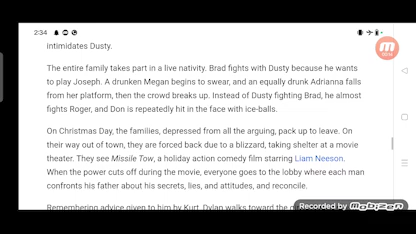 2:34
intimidates Dusty.
The entire family takes part in a live nativity. Brad fights with Dusty because he wants
to play Joseph. A drunken Megan begins to swear, and an equally drunk Adrianna falls
from her platform, then the crowd breaks up. Instead of Dusty fighting Brad, he almost
fights Roger, and Don is repeatedly hit in the face with ice-balls.
On Christmas Day, the families, depressed from all the arguing, pack up to leave. On
their way out of town, they are forced back due to a blizzard, taking shelter at a movie
theater. They see Missile Tow, a holiday action comedy film starring Liam Neeson.
When the power cuts off during the movie, everyone goes to the lobby where each man
confronts his father about his secrets, lies, and attitudes, and reconcile.
Remembering advice given to him by Kurt, Dylan walks toward the
Recorded by Mobizen